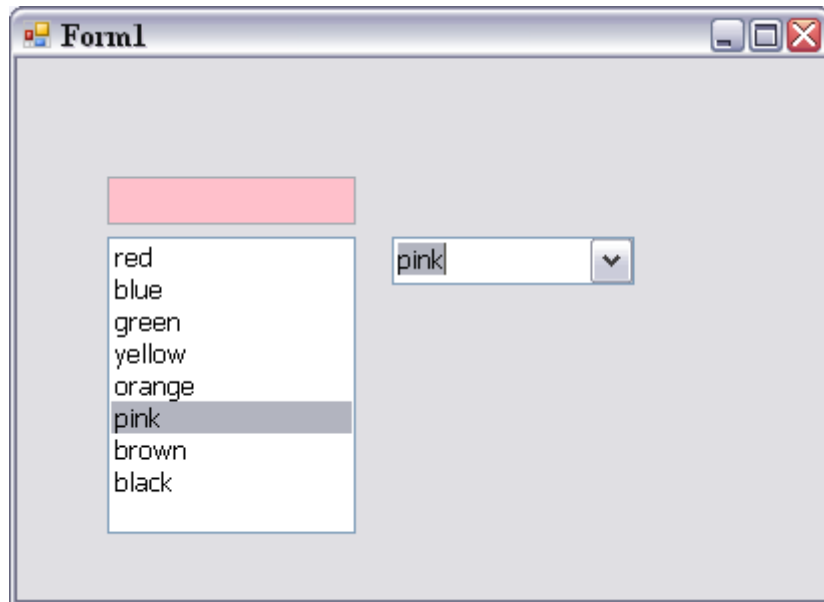 Form1
red
blue
green
yellow
orange
pink
brown
black
pink